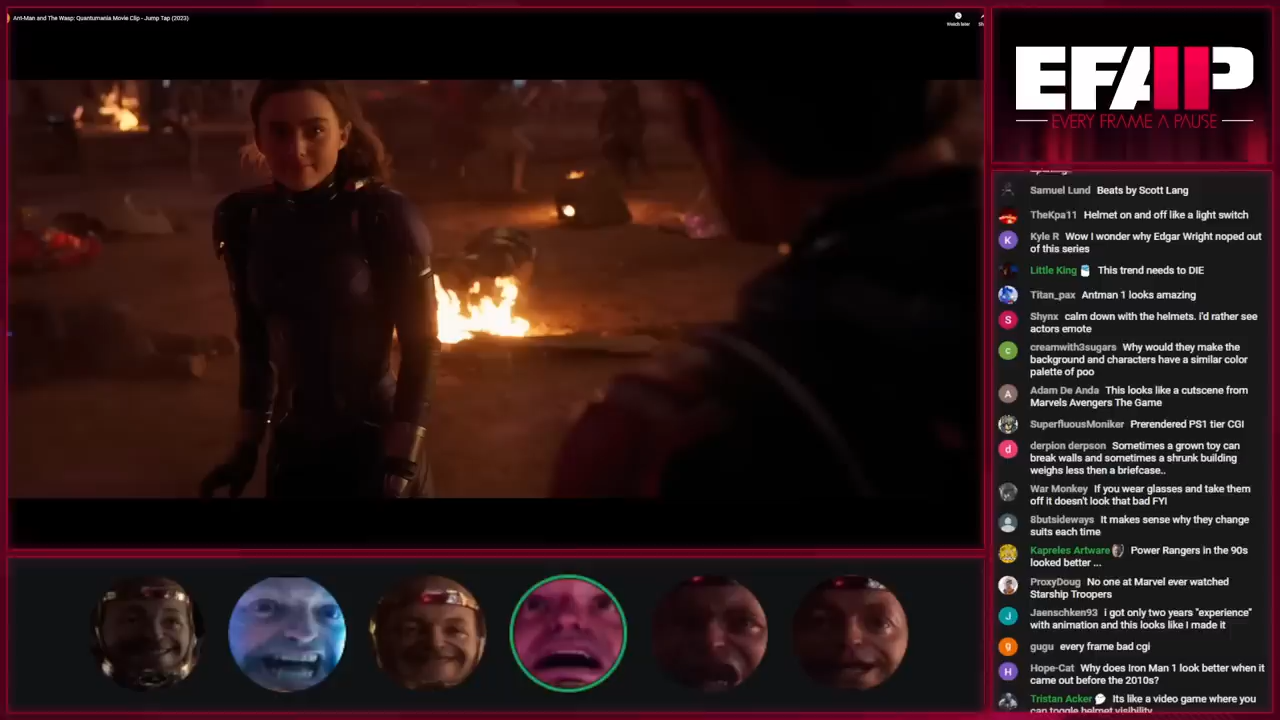 Ant-Man and The Wasp: Quantumania Movie Clip - Jump Tap (2023)
Watch later
EFAP
EVERY FRAME A PAUSE
Samuel Lund Beats by Scott Lang
TheKpa11 Helmet on and off like a light switch
K
Kyle R Wow I wonder why Edgar Wright noped out
of this series
Little King This trend needs to DIE
Titan_pax Antman 1 looks amazing
S
Shynx calm down with the helmets. i'd rather see
actors emote
c
creamwith3sugars Why would they make the
background and characters have a similar color
palette of poo
A
Adam De Anda This looks like a cutscene from
Marvels Avengers The Game
SuperfluousMoniker Prerendered PS1 tier CGI
d
derpion derpson Sometimes a grown toy can
break walls and sometimes a shrunk building
weighs less then a briefcase..
War Monkey If you wear glasses and take them
off it doesn't look that bad FYI
8butsideways It makes sense why they change
suits each time
Kapreles Artware Power Rangers in the 90s
looked better ...
ProxyDoug No one at Marvel ever watched
Starship Troopers
J
Jaenschken93 i got only two years "experience"
with animation and this looks like I made it
g
gugu every frame bad cgi
H
Hope-Cat Why does Iron Man 1 look better when it
came out before the 2010s?
Tristan Acker Its like a video game where you
can toggle helmet visibility